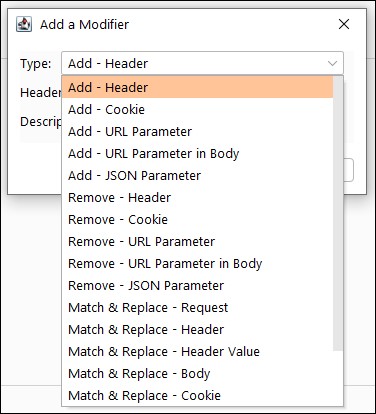 Add a Modifier
Type: Add - Header
Add - Header
Header
Add - Cookie
Descrip
Add - URL Parameter
Add - URL Parameter in Body
Add - JSON Parameter
Remove - Header
Remove - Cookie
Remove - URL Parameter
Remove - URL Parameter in Body
Remove - JSON Parameter
Match & Replace - Request
Match & Replace - Header
Match & Replace - Header Value
Match & Replace - Body
Match & Replace - Cookie